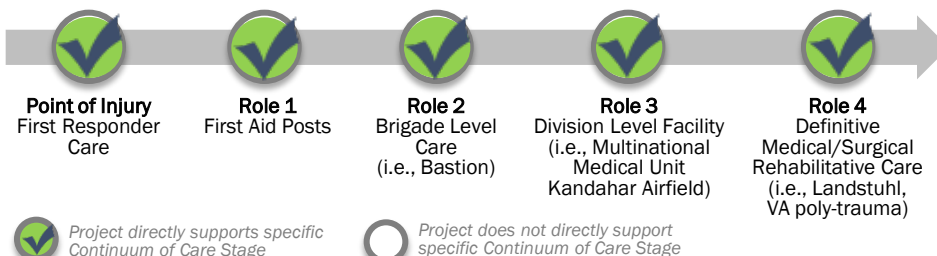 Point of Injury
First Responder
Care
Role 1
First Aid Posts
Role 2
Brigade Level
Care
(i.e., Bastion)
Role 3
Division Level Facility
(i.e., Multinational
Medical Unit
Kandahar Airfield)
Role 4
Definitive
Medical/Surgical
Rehabilitative Care
(i.e., Landstuhl,
VA poly-trauma)
Project directly supports specific
Continuum of Care Stage
Project does not directly support
specific Continuum of Care Stage